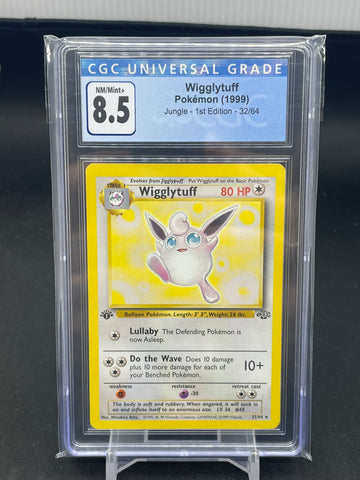 CGC UNIVERSAL GRADE
NM/Mint+
8.5
Wigglytuff
Pokémon (1999)
Jungle - 1st Edition - 32/64
Evolves from Jigglypuff Put Wigglytuff on the Basic Pokémon
STAGE 1
Wigglytuff 80 HP
Balloon Pokémon. Length: 3' 3", Weight: 26 lbs.
Lullaby The Defending Pokémon is
now Asleep.
Do the Wave Does 10 damage
plus 10 more damage for each of
your Benched Pokémon.
10+
weakness resistance retreat cost
-30
The body is soft and rubbery. When angered, it will suck in
air and inflate itself to an enormous size. LV. 36 #40
32/64